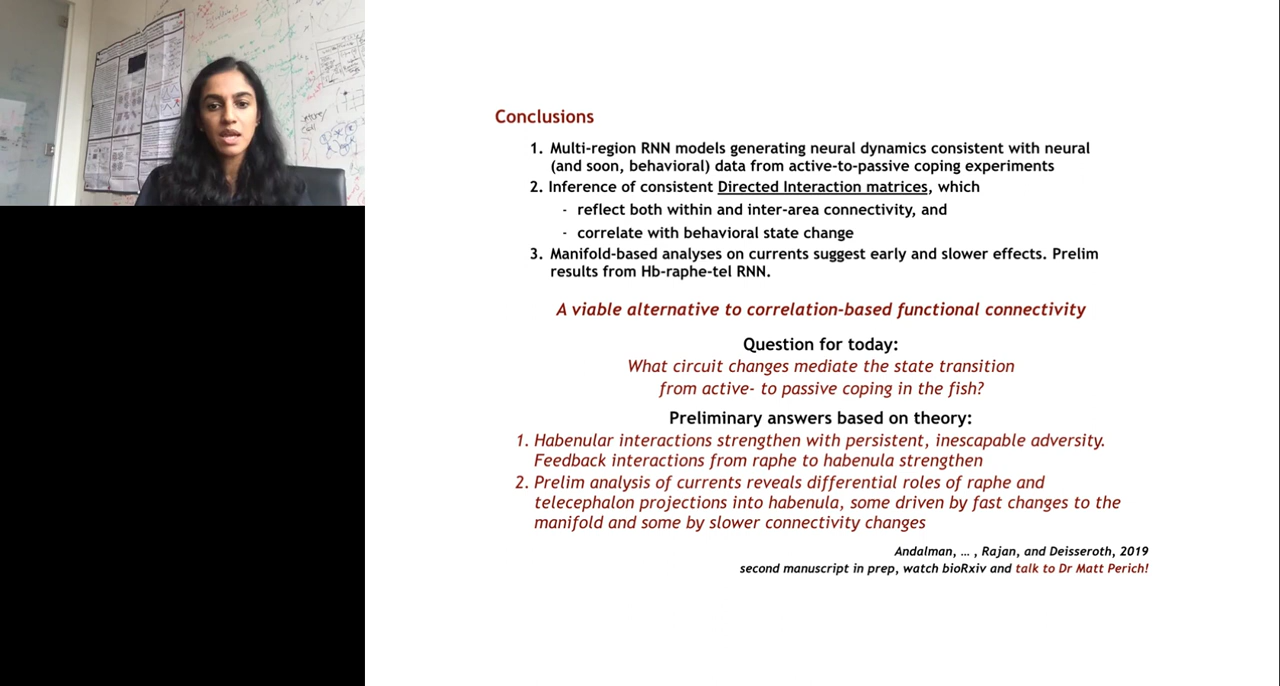 Conclusions
1. Multi-region RNN models generating neural dynamics consistent with neural
(and soon, behavioral) data from active-to-passive coping experiments
2. Inference of consistent Directed Interaction matrices, which
- reflect both within and inter-area connectivity, and
- correlate with behavioral state change
3. Manifold-based analyses on currents suggest early and slower effects. Prelim
results from Hb-raphe-tel RNN.
A viable alternative to correlation-based functional connectivity
Question for today:
What circuit changes mediate the state transition
from active- to passive coping in the fish?
Preliminary answers based on theory:
1. Habenular interactions strengthen with persistent, inescapable adversity.
Feedback interactions from raphe to habenula strengthen
2. Prelim analysis of currents reveals differential roles of raphe and
telecephalon projections into habenula, some driven by fast changes to the
manifold and some by slower connectivity changes
Andalman, … , Rajan, and Deisseroth, 2019
second manuscript in prep, watch bioRxiv and talk to Dr Matt Perich!